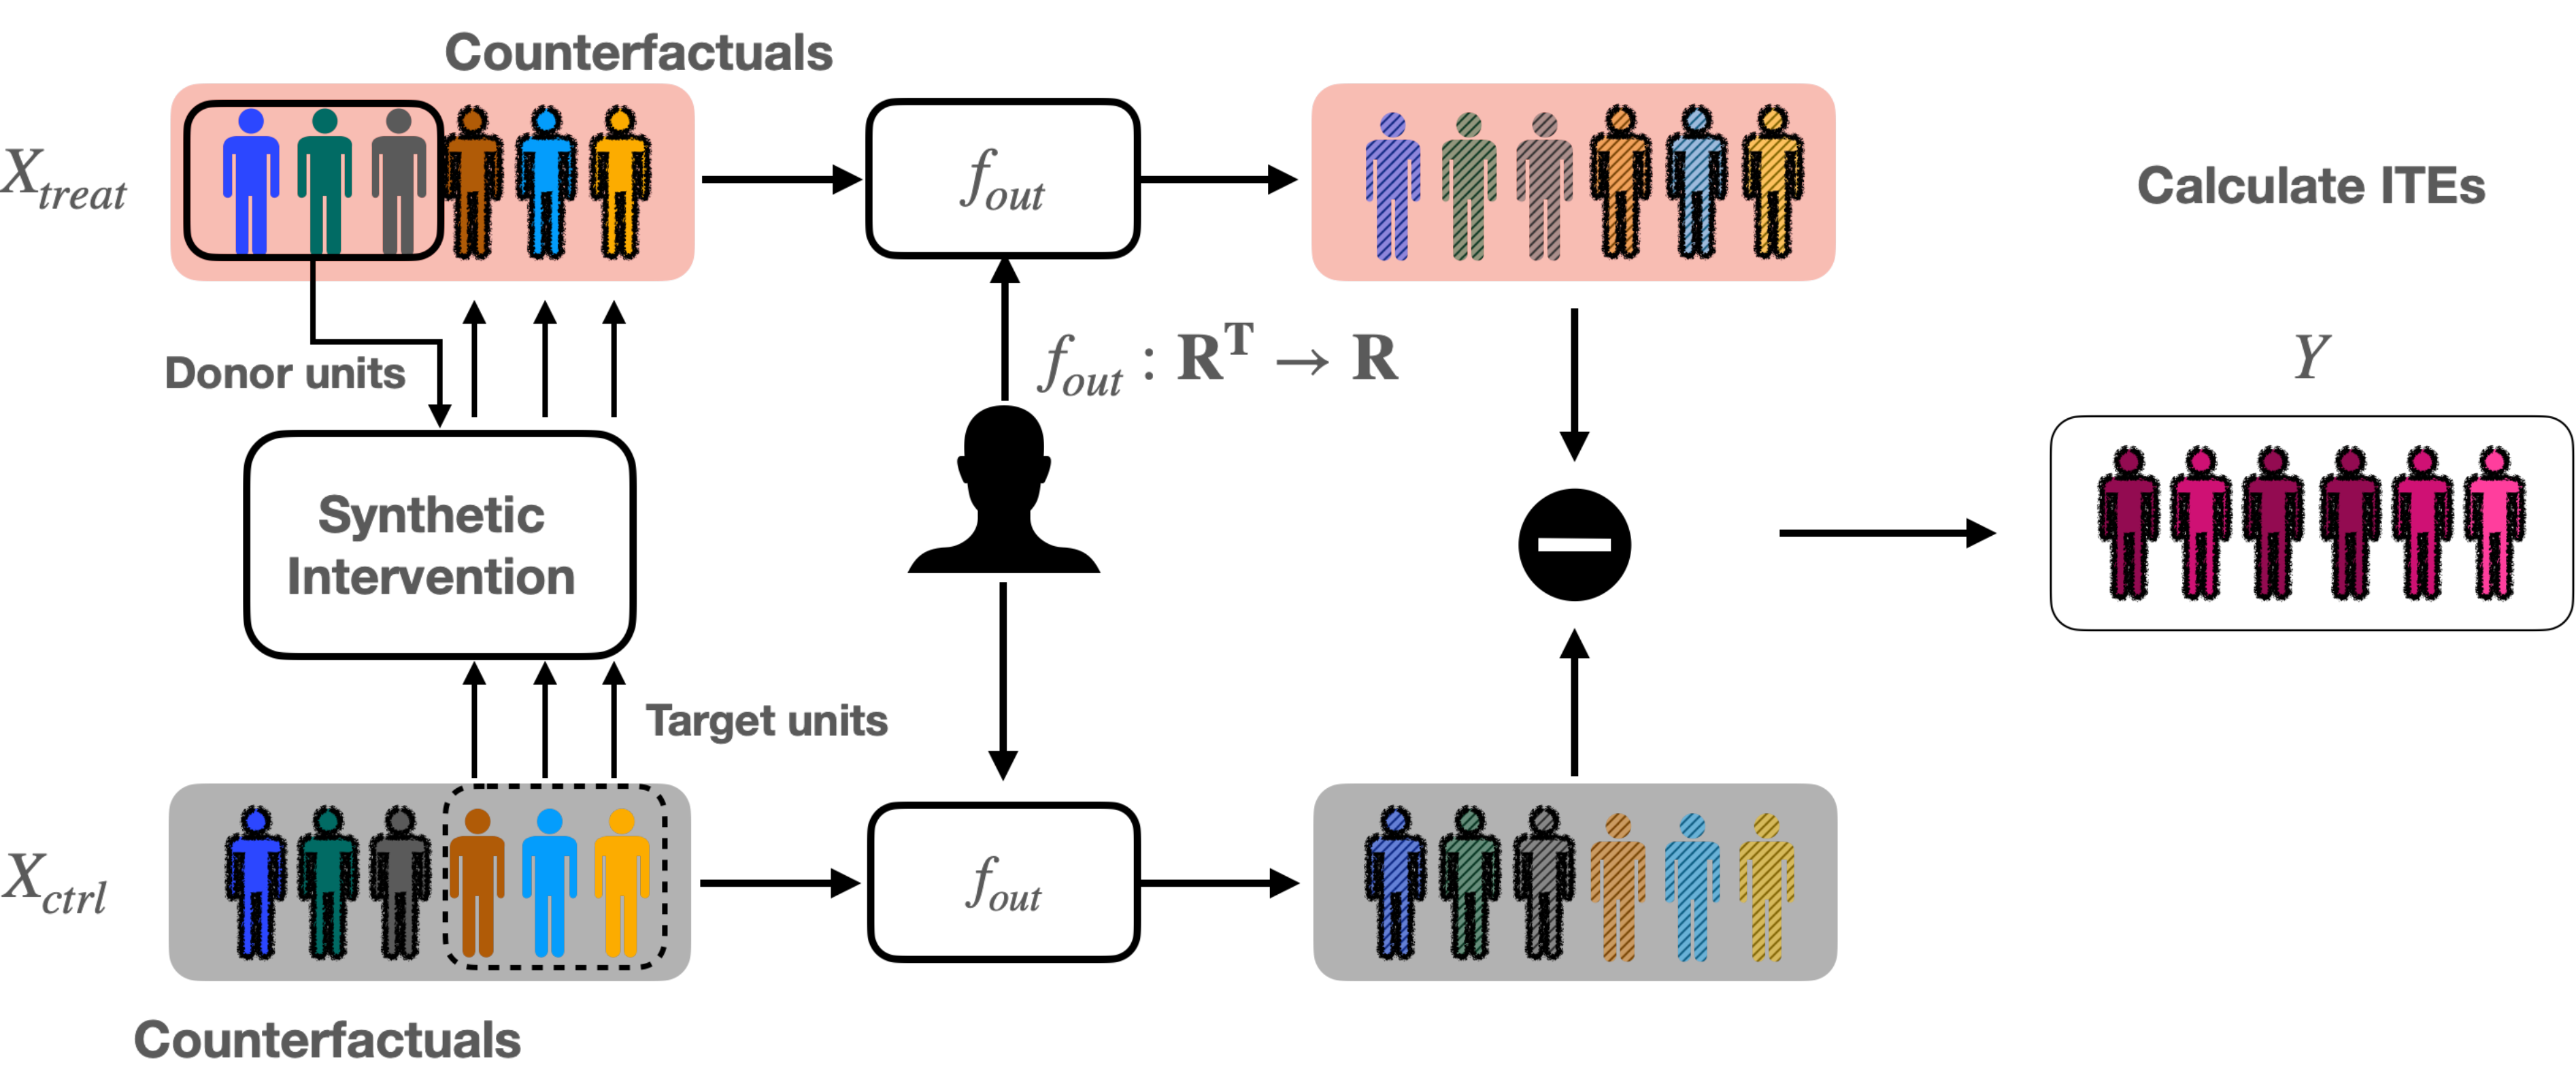 Counterfactuals
X_treat
f_out
Calculate ITEs
Donor units
f_out : R^T → R
Y
Synthetic
Intervention
Target units
X_ctrl
f_out
Counterfactuals